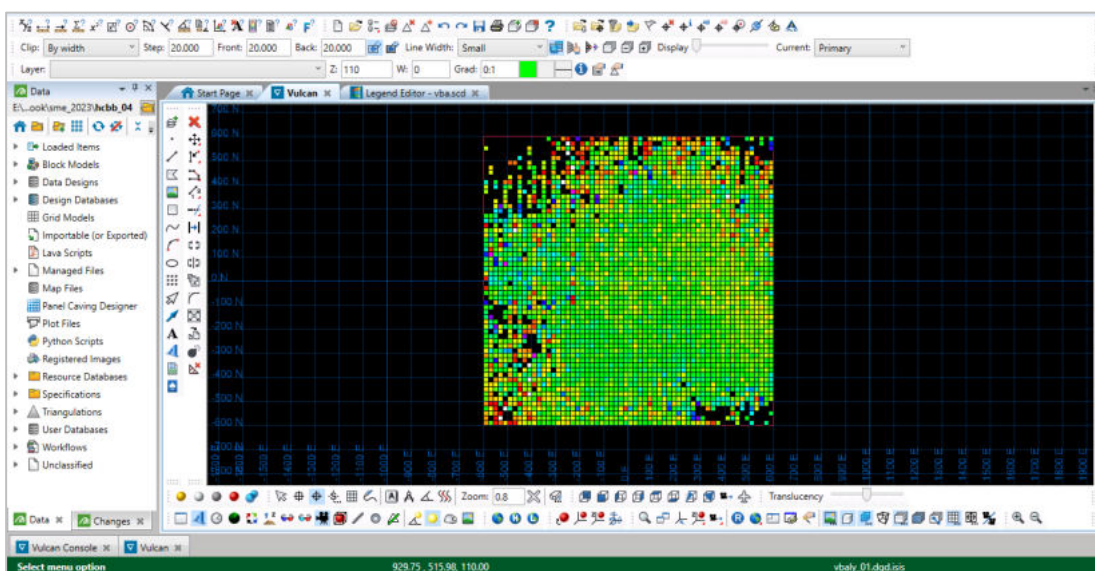 Clip: By width Step: 20.000 Front: 20.000 Back: 20.000 Line Width: Small Display Current: Primary
Layer: Z: 110 W: 0 Grad: 0:1
Data
Start Page Vulcan Legend Editor - vba.scd
E:\...ook\sme_2023\hcbb_04
Loaded Items
Block Models
Data Designs
Design Databases
Grid Models
Importable (or Exported)
Lava Scripts
Managed Files
Map Files
Panel Caving Designer
Plot Files
Python Scripts
Registered Images
Resource Databases
Specifications
Triangulations
User Databases
Workflows
Unclassified
700 N
600 N
500 N
400 N
300 N
200 N
100 N
0 N
-100 N
-200 N
-300 N
-400 N
-500 N
-600 N
-700 N
Zoom: 0.8 Translucency
Data Changes
Vulcan Console Vulcan
Select menu option 929.75 , 515.98, 110.00 vbaly_01.dgd.isis